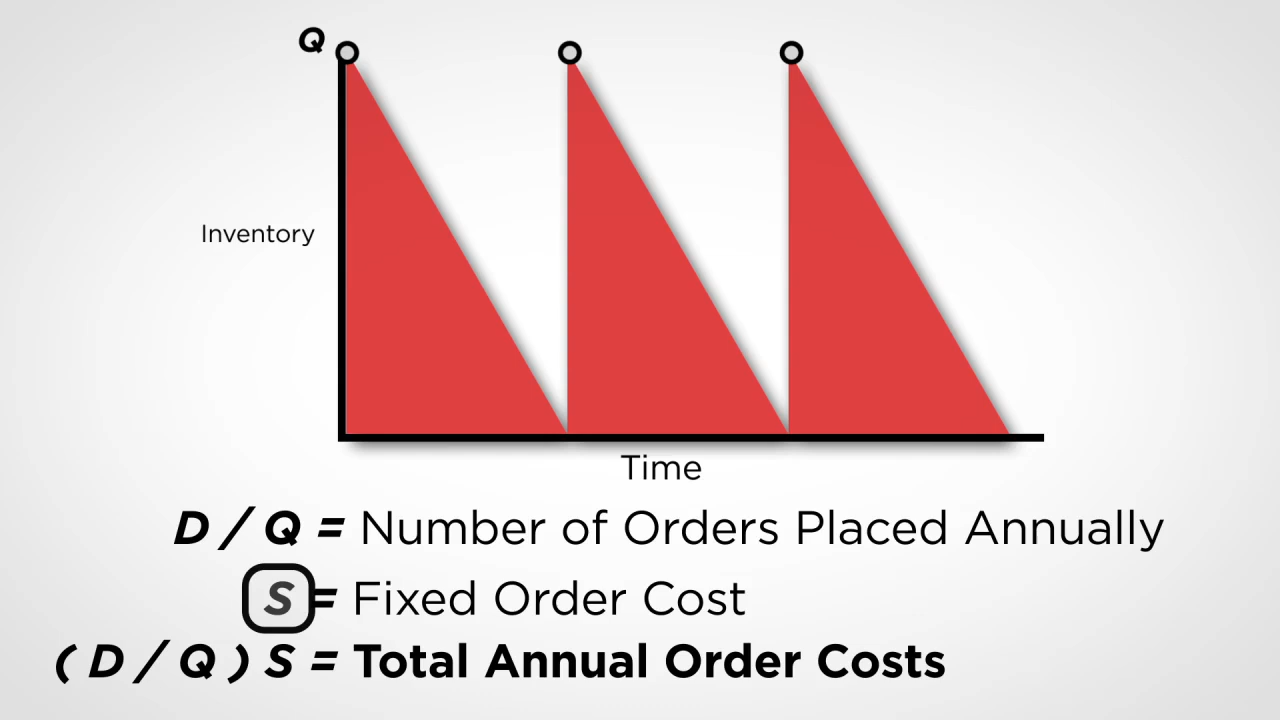 Q
Inventory
Time
D / Q = Number of Orders Placed Annually
S = Fixed Order Cost
( D / Q ) S = Total Annual Order Costs